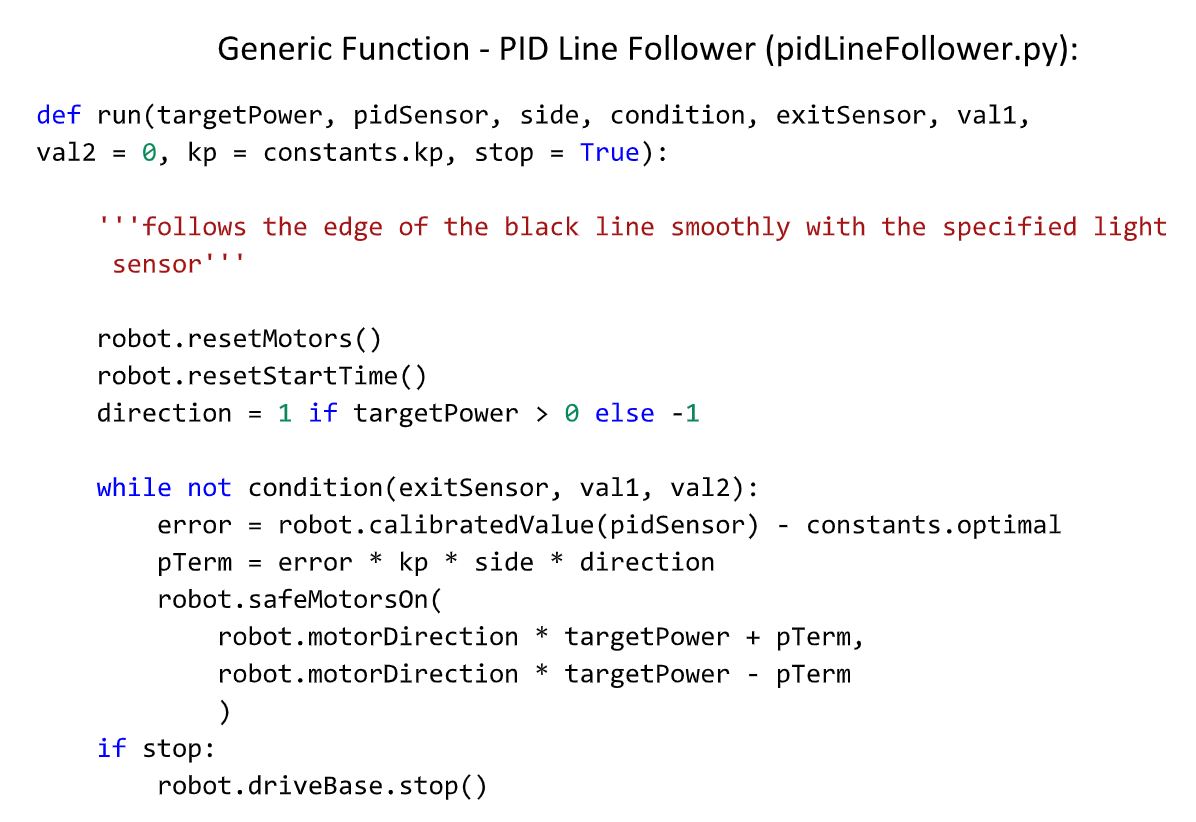 Generic Function - PID Line Follower (pidLineFollower.py):
def run(targetPower, pidSensor, side, condition, exitSensor, val1,
val2 = 0, kp = constants.kp, stop = True):
    '''follows the edge of the black line smoothly with the specified light
     sensor'''
    robot.resetMotors()
    robot.resetStartTime()
    direction = 1 if targetPower > 0 else -1
    while not condition(exitSensor, val1, val2):
        error = robot.calibratedValue(pidSensor) - constants.optimal
        pTerm = error * kp * side * direction
        robot.safeMotorsOn(
            robot.motorDirection * targetPower + pTerm,
            robot.motorDirection * targetPower - pTerm
            )
    if stop:
        robot.driveBase.stop()